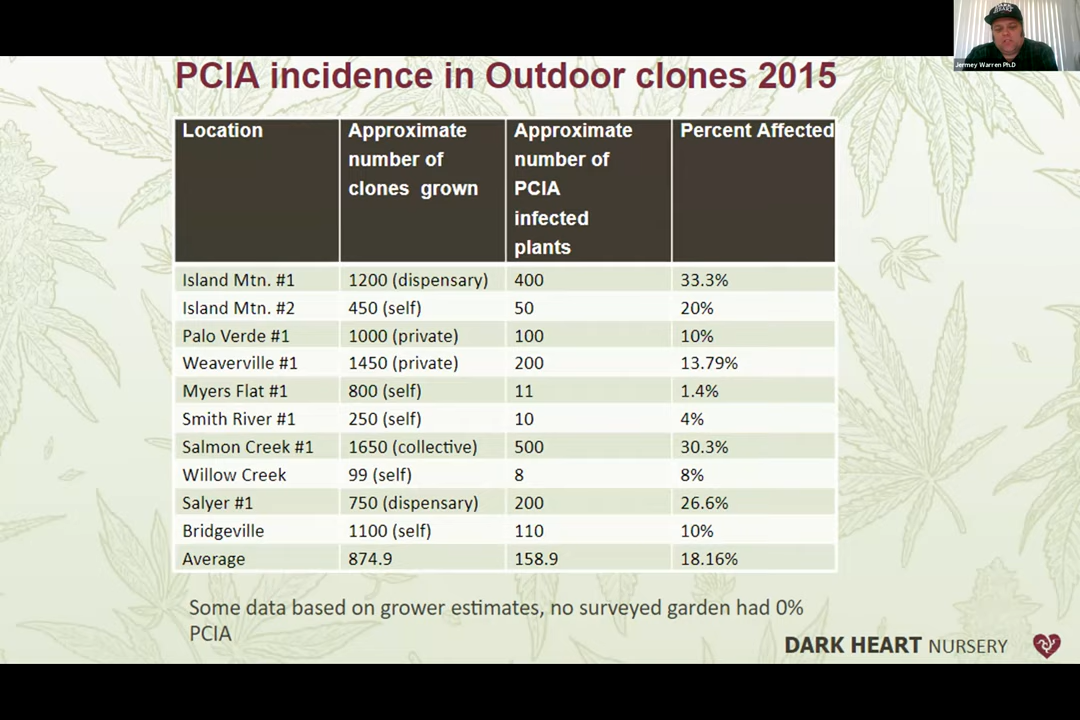 DARK
HEART
Jermey Warren Ph.D
PCIA incidence in Outdoor clones 2015
Location Approximate number of clones grown Approximate number of PCIA infected plants Percent Affected
Island Mtn. #1 1200 (dispensary) 400 33.3%
Island Mtn. #2 450 (self) 50 20%
Palo Verde #1 1000 (private) 100 10%
Weaverville #1 1450 (private) 200 13.79%
Myers Flat #1 800 (self) 11 1.4%
Smith River #1 250 (self) 10 4%
Salmon Creek #1 1650 (collective) 500 30.3%
Willow Creek 99 (self) 8 8%
Salyer #1 750 (dispensary) 200 26.6%
Bridgeville 1100 (self) 110 10%
Average 874.9 158.9 18.16%
Some data based on grower estimates, no surveyed garden had 0%
PCIA
DARK HEART NURSERY